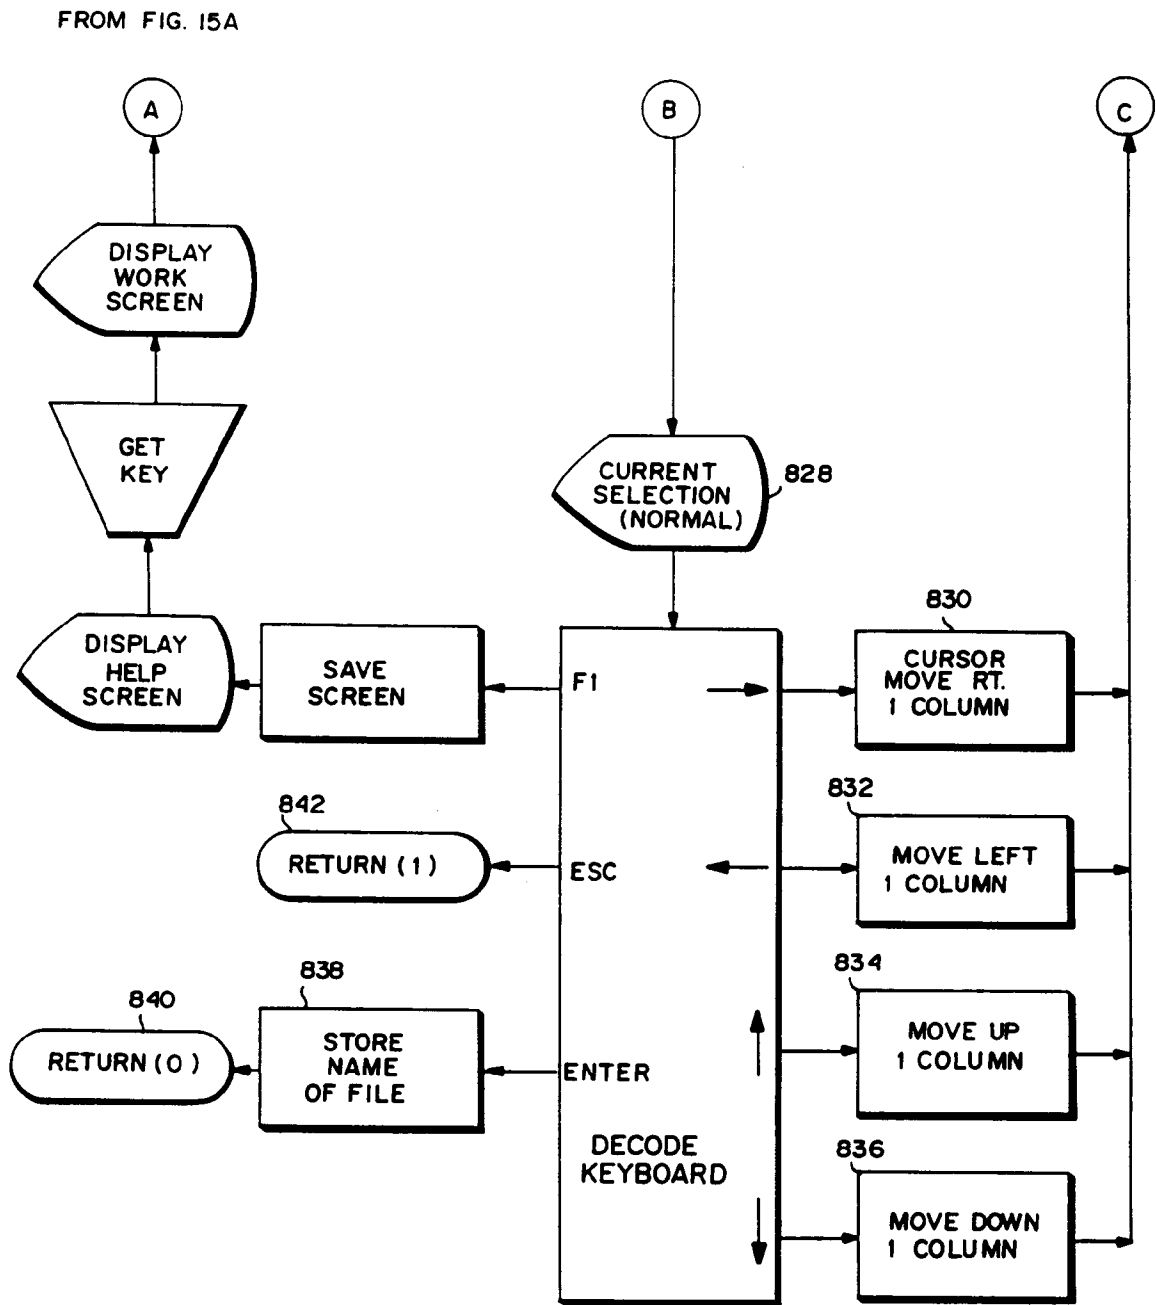 FROM FIG. 15A
A
B
C
DISPLAY
WORK
SCREEN
GET
KEY
CURRENT
SELECTION
(NORMAL)
828
DISPLAY
HELP
SCREEN
SAVE
SCREEN
F1
830
CURSOR
MOVE RT.
1 COLUMN
842
RETURN (1)
ESC
832
MOVE LEFT
1 COLUMN
840
RETURN (0)
838
STORE
NAME
OF FILE
ENTER
834
MOVE UP
1 COLUMN
DECODE
KEYBOARD
836
MOVE DOWN
1 COLUMN